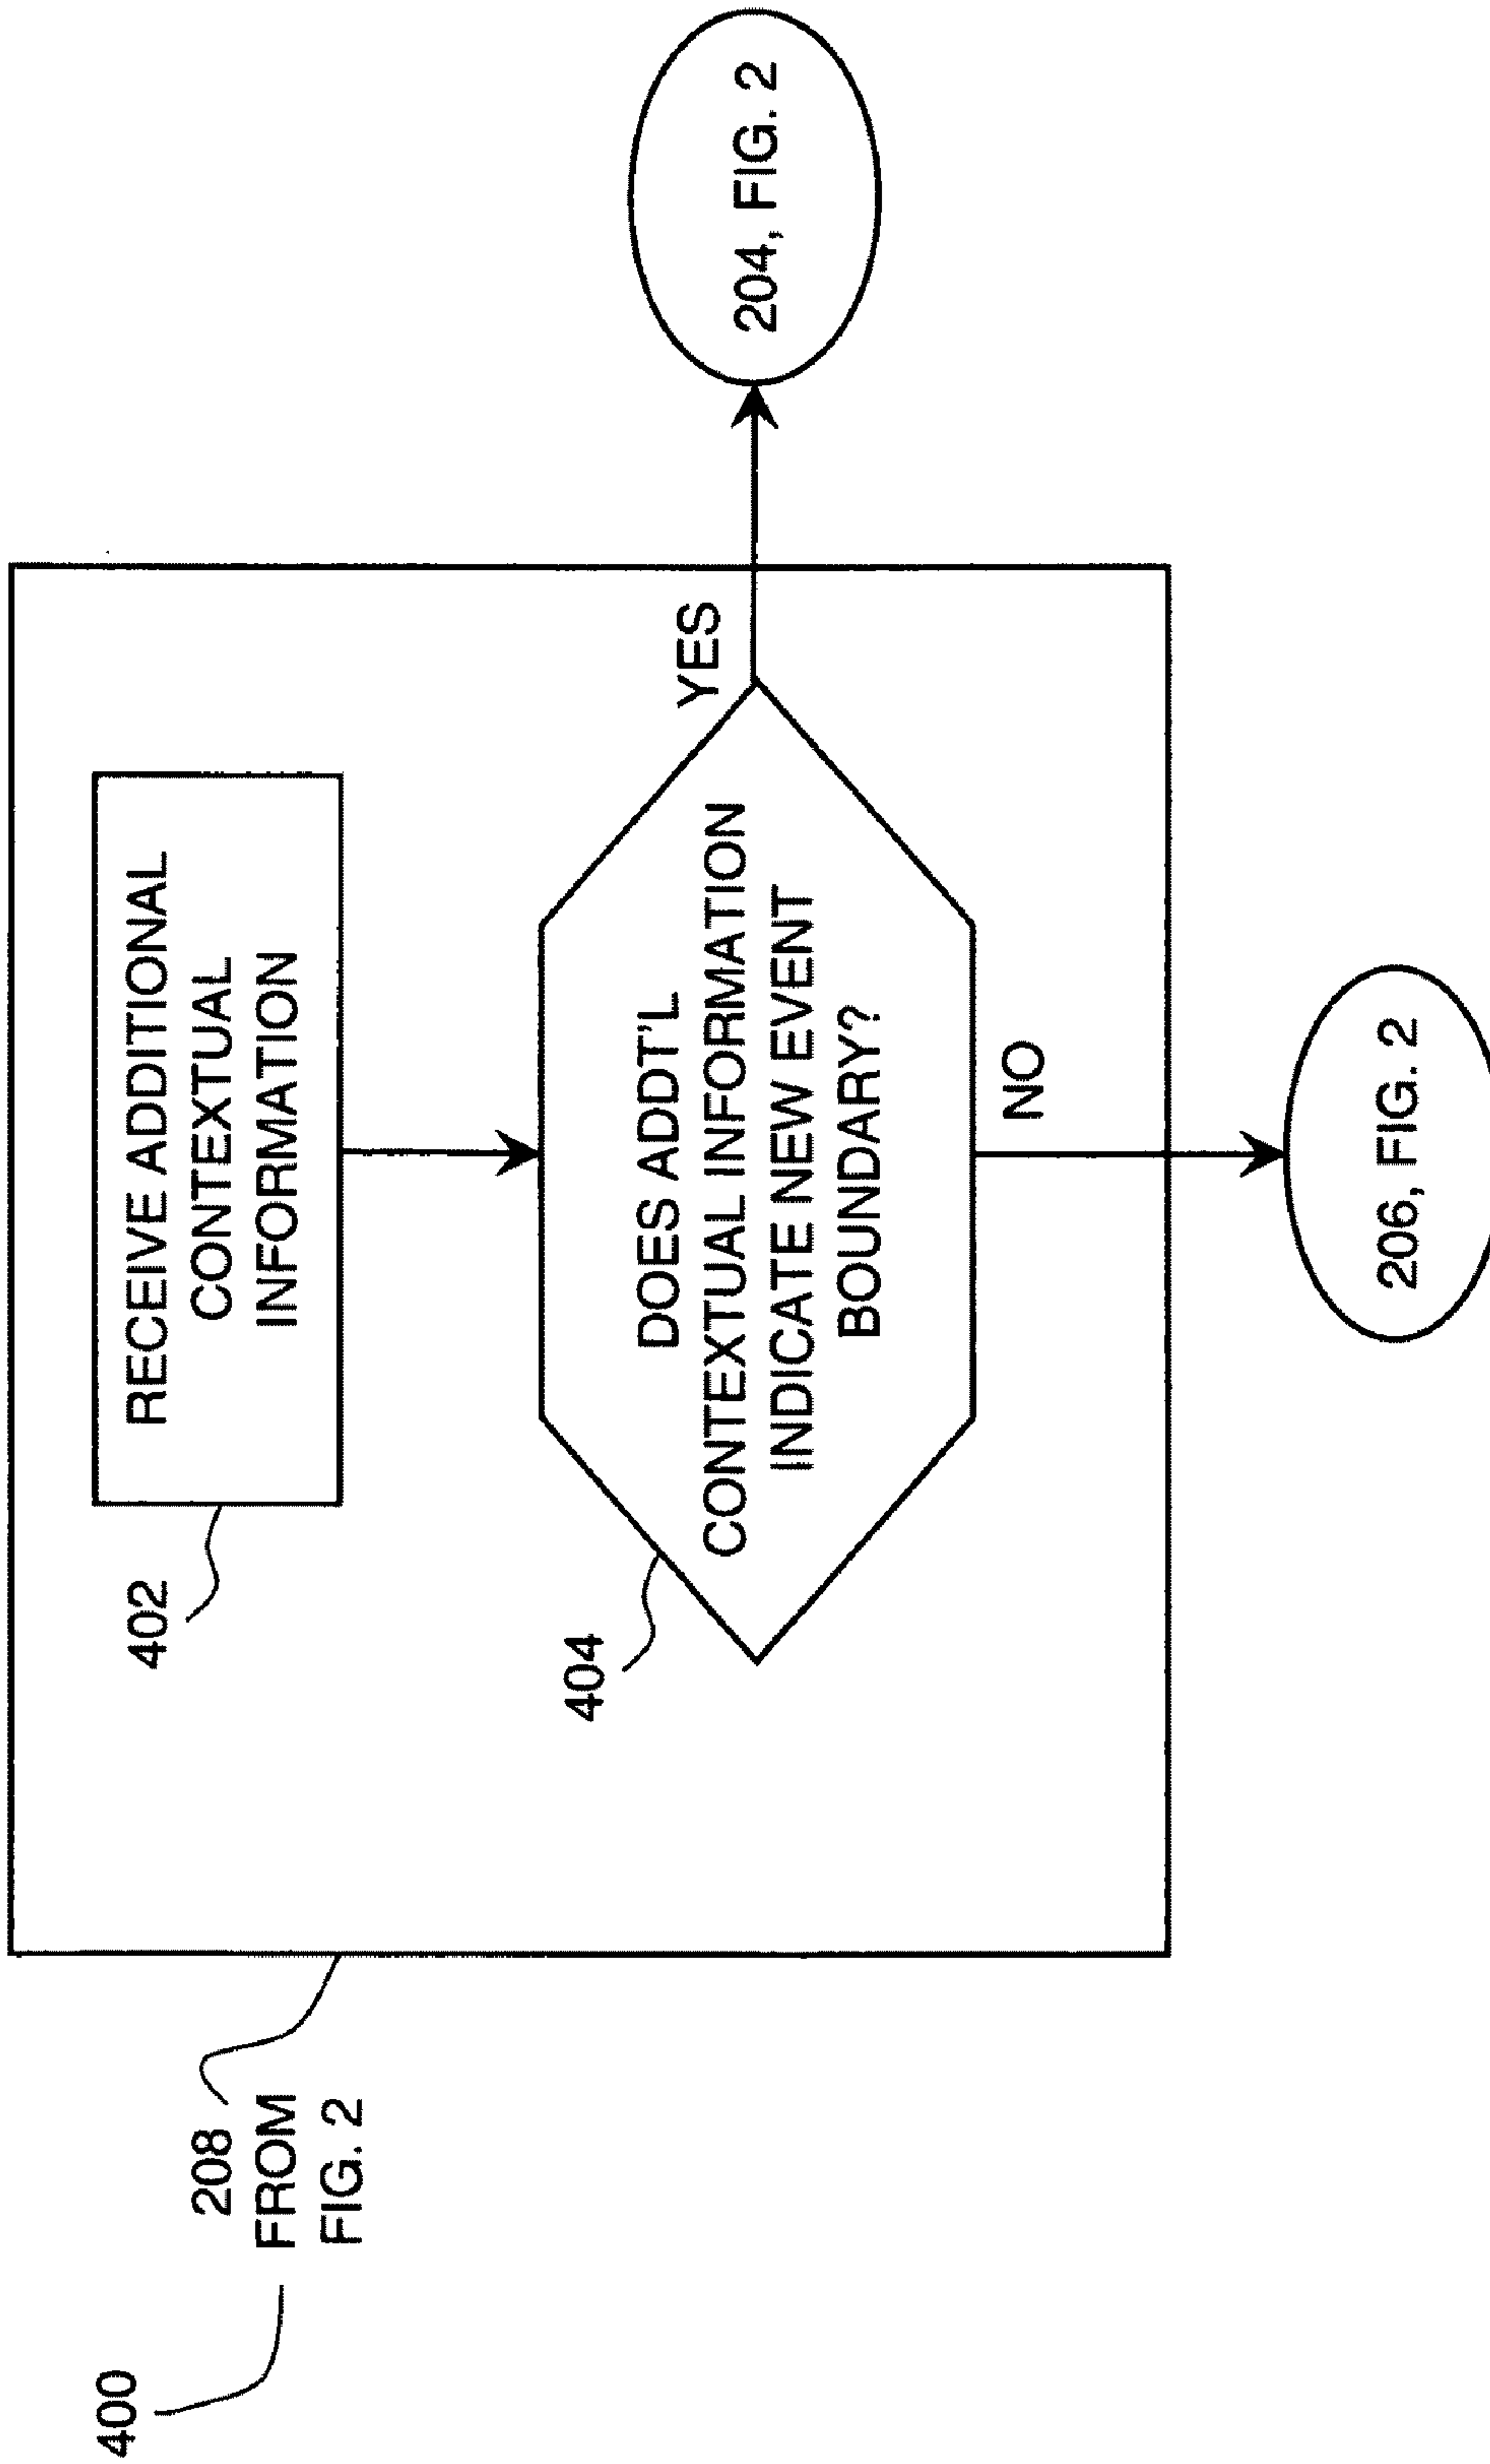 400
208
FROM
FIG. 2
402
RECEIVE ADDITIONAL
CONTEXTUAL
INFORMATION
404
DOES ADDT'L
CONTEXTUAL INFORMATION
INDICATE NEW EVENT
BOUNDARY?
YES
204, FIG. 2
NO
206, FIG. 2